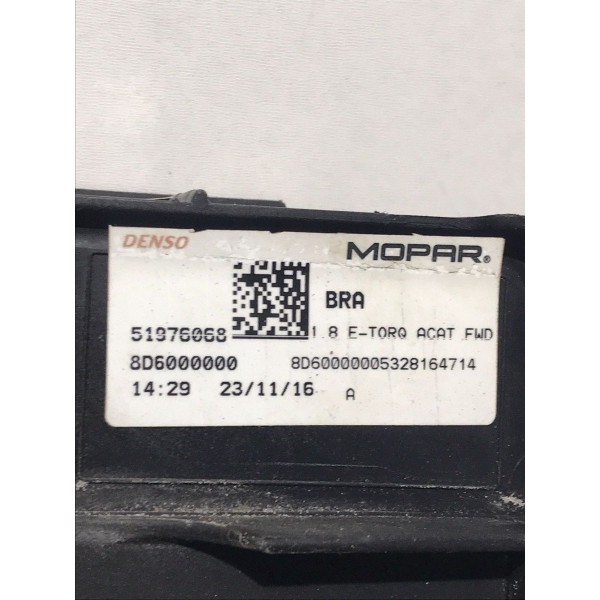 DENSO MOPAR®
BRA
51976068 1.8 E-TORQ ACAT FWD
8D6000000 8D60000005328164714
14:29 23/11/16 A